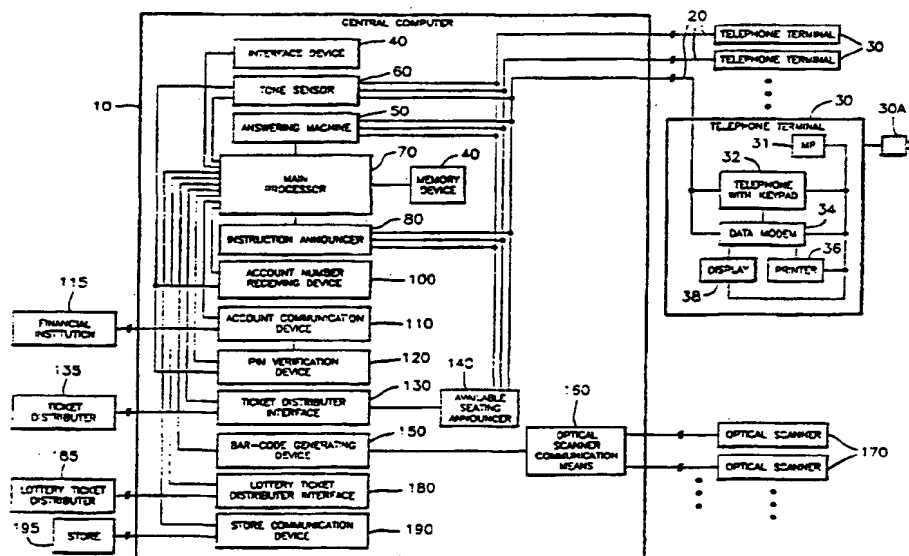 CENTRAL COMPUTER
10
INTERFACE DEVICE
40
TONE SENSOR
60
ANSWERING MACHINE
50
MAIN PROCESSOR
70
MEMORY DEVICE
40
INSTRUCTION ANNOUNCER
80
ACCOUNT NUMBER
RECEIVING DEVICE
100
ACCOUNT COMMUNICATION
DEVICE
110
PIN VERIFICATION
DEVICE
120
TICKET DISTRIBUTER
INTERFACE
130
140
AVAILABLE
SEATING
ANNOUNCER
BAR-CODE GENERATING
DEVICE
150
160
OPTICAL
SCANNER
COMMUNICATION
MEANS
LOTTERY TICKET
DISTRIBUTER INTERFACE
180
STORE COMMUNICATION
DEVICE
190
115
FINANCIAL
INSTITUTION
135
TICKET
DISTRIBUTER
185
LOTTERY TICKET
DISTRIBUTER
195
STORE
20
TELEPHONE TERMINAL
TELEPHONE TERMINAL
30
30
TELEPHONE TERMINAL
30A
31
MP
32
TELEPHONE
WITH KEYPAD
34
DATA MODEM
36
DISPLAY
PRINTER
38
OPTICAL SCANNER
OPTICAL SCANNER
170